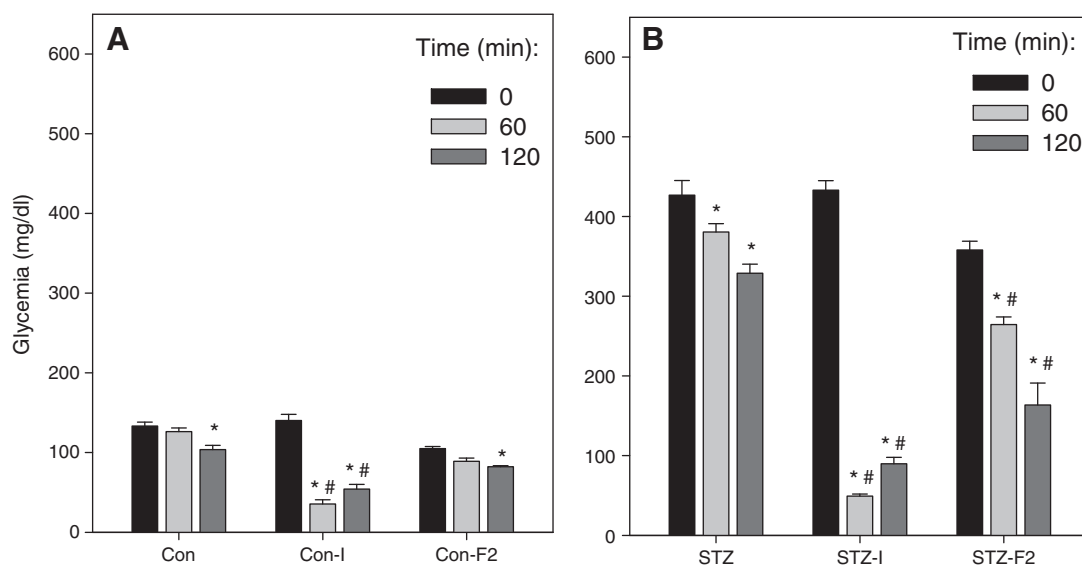 A
Time (min):
0
60
120
Glycemia (mg/dl)
600
500
400
300
200
100
0
*
* #
* #
*
Con
Con-I
Con-F2
B
Time (min):
0
60
120
600
500
400
300
200
100
0
*
*
* #
* #
* #
* #
STZ
STZ-I
STZ-F2